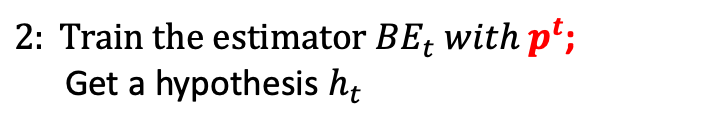 2: Train the estimator BEₜ with pᵗ;
Get a hypothesis hₜ